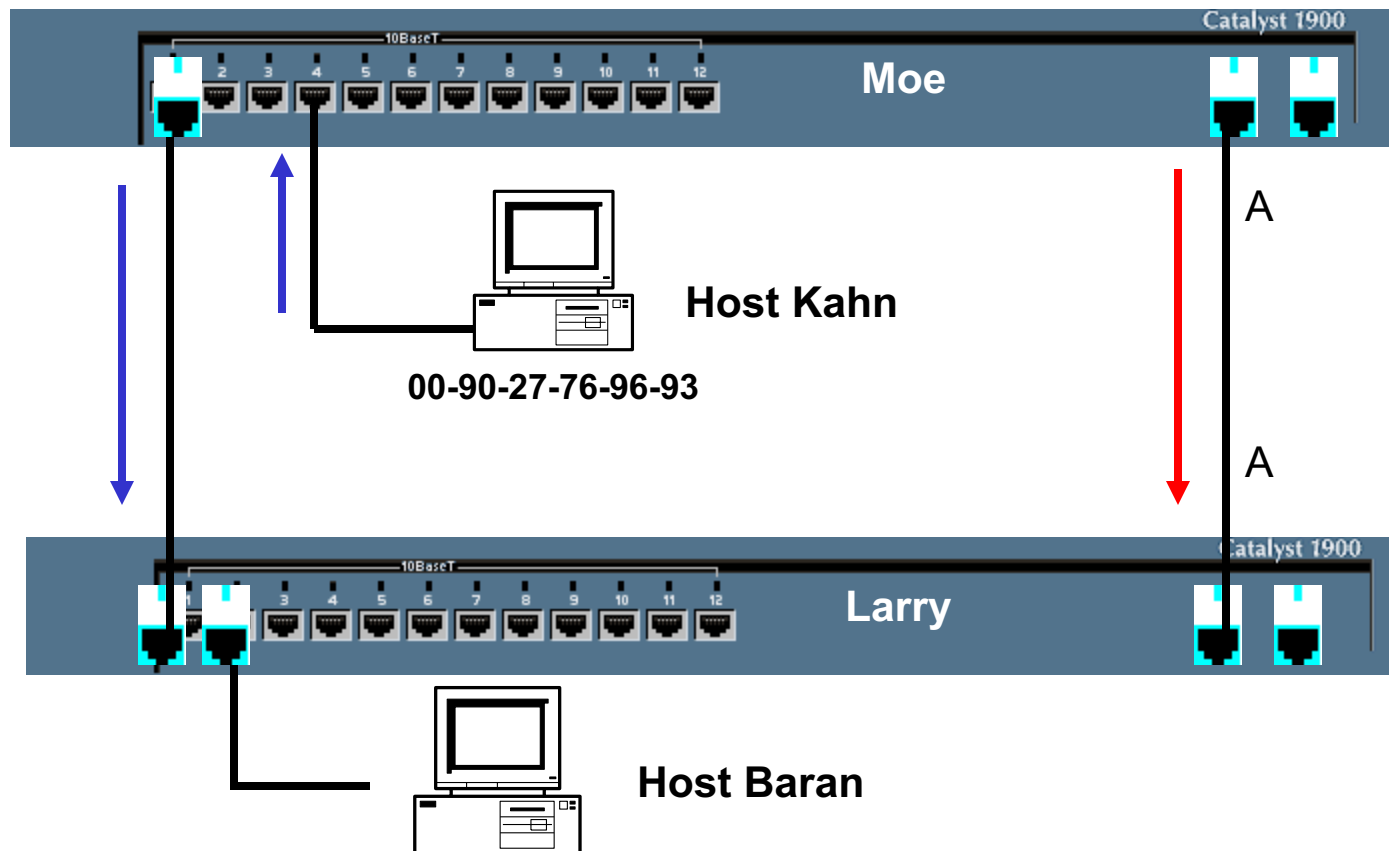 Catalyst 1900
10BaseT
2 3 4 5 6 7 8 9 10 11 12
Moe
A
Host Kahn
00-90-27-76-96-93
A
Catalyst 1900
10BaseT
1 3 4 5 6 7 8 9 10 11 12
Larry
Host Baran